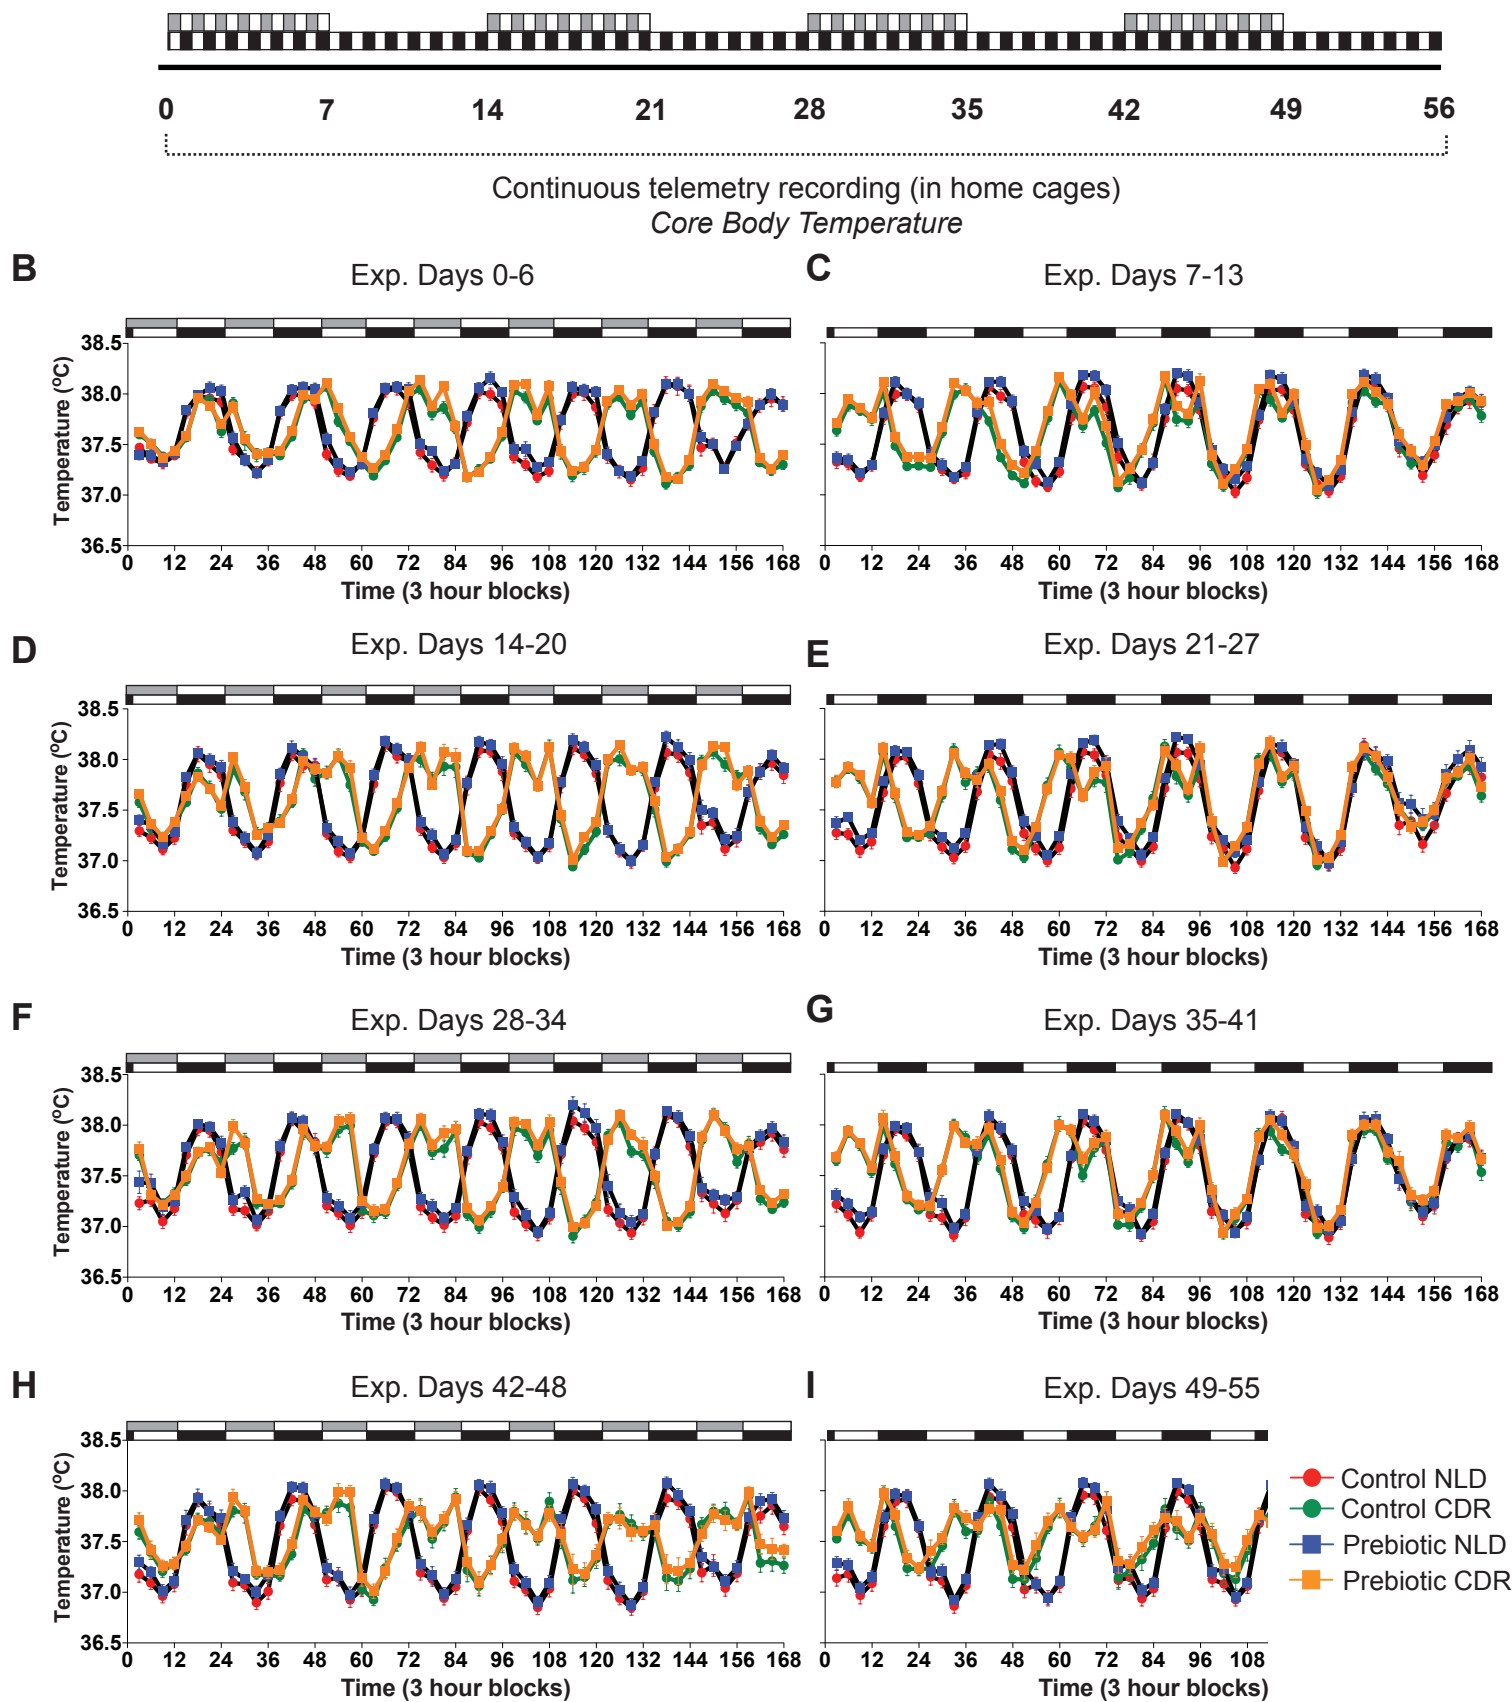 0 7 14 21 28 35 42 49 56
Continuous telemetry recording (in home cages)
Core Body Temperature
B Exp. Days 0-6
38.5
38.0
37.5
37.0
36.5
Temperature (ºC)
0 12 24 36 48 60 72 84 96 108 120 132 144 156 168
Time (3 hour blocks)
C Exp. Days 7-13
0 12 24 36 48 60 72 84 96 108 120 132 144 156 168
Time (3 hour blocks)
D Exp. Days 14-20
38.5
38.0
37.5
37.0
36.5
Temperature (ºC)
0 12 24 36 48 60 72 84 96 108 120 132 144 156 168
Time (3 hour blocks)
E Exp. Days 21-27
0 12 24 36 48 60 72 84 96 108 120 132 144 156 168
Time (3 hour blocks)
F Exp. Days 28-34
38.5
38.0
37.5
37.0
36.5
Temperature (ºC)
0 12 24 36 48 60 72 84 96 108 120 132 144 156 168
Time (3 hour blocks)
G Exp. Days 35-41
0 12 24 36 48 60 72 84 96 108 120 132 144 156 168
Time (3 hour blocks)
H Exp. Days 42-48
38.5
38.0
37.5
37.0
36.5
Temperature (ºC)
0 12 24 36 48 60 72 84 96 108 120 132 144 156 168
Time (3 hour blocks)
I Exp. Days 49-55
0 12 24 36 48 60 72 84 96 108
Time (3 hour blocks)
Control NLD
Control CDR
Prebiotic NLD
Prebiotic CDR